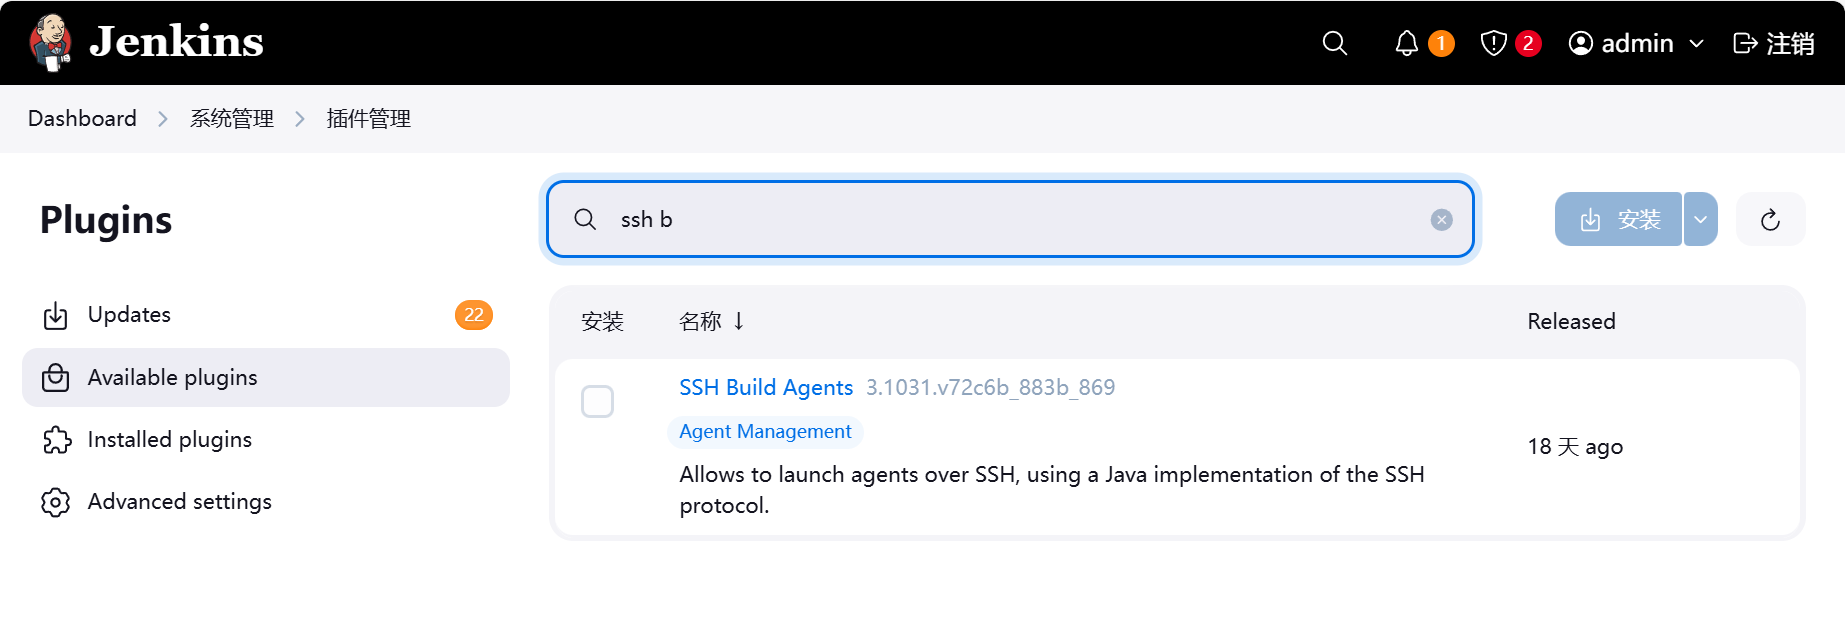 Jenkins
1
2
admin
注销
Dashboard
系统管理
插件管理
Plugins
ssh b
安装
Updates
22
Available plugins
Installed plugins
Advanced settings
安装
名称 ↓
Released
SSH Build Agents 3.1031.v72c6b_883b_869
Agent Management
Allows to launch agents over SSH, using a Java implementation of the SSH
protocol.
18 天 ago